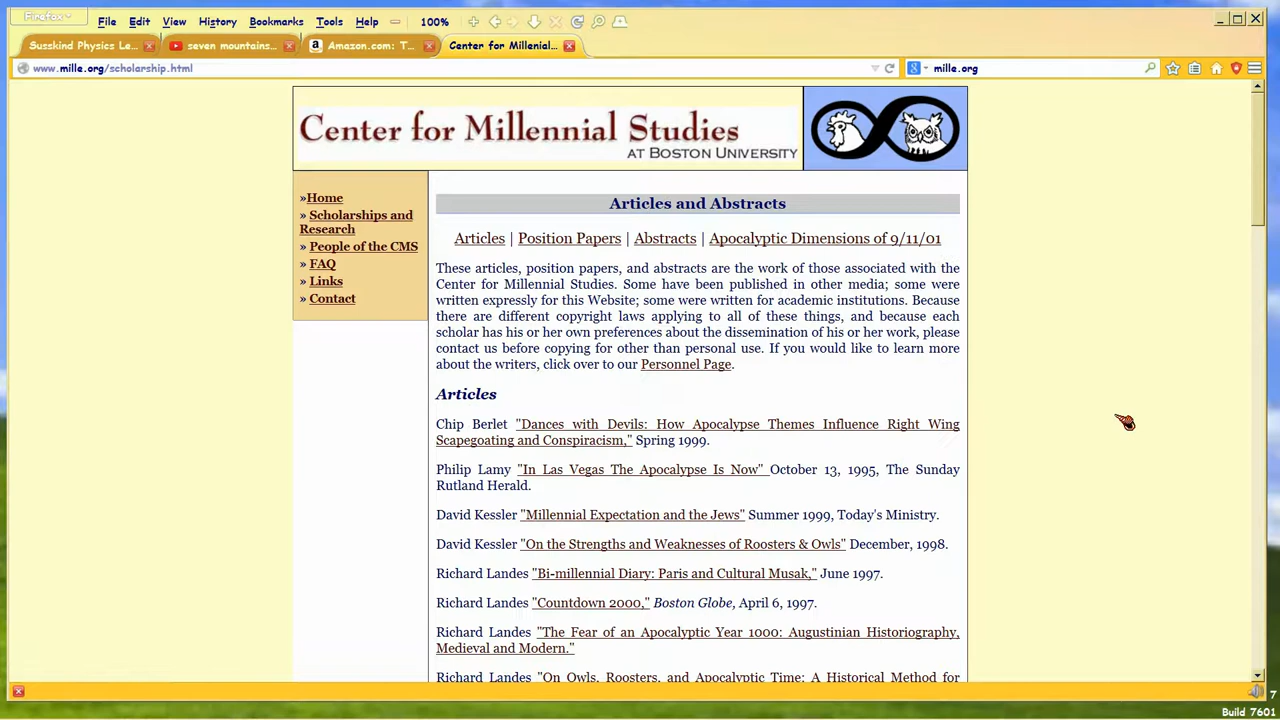 Firefox
File Edit View History Bookmarks Tools Help 100%
Susskind Physics Le... seven mountains... Amazon.com: T... Center for Millenial...
www.mille.org/scholarship.html mille.org
Center for Millennial Studies
AT BOSTON UNIVERSITY
»Home
» Scholarships and
Research
» People of the CMS
» FAQ
» Links
» Contact
Articles and Abstracts
Articles | Position Papers | Abstracts | Apocalyptic Dimensions of 9/11/01
These articles, position papers, and abstracts are the work of those associated with the
Center for Millennial Studies. Some have been published in other media; some were
written expressly for this Website; some were written for academic institutions. Because
there are different copyright laws applying to all of these things, and because each
scholar has his or her own preferences about the dissemination of his or her work, please
contact us before copying for other than personal use. If you would like to learn more
about the writers, click over to our Personnel Page.
Articles
Chip Berlet "Dances with Devils: How Apocalypse Themes Influence Right Wing
Scapegoating and Conspiracism," Spring 1999.
Philip Lamy "In Las Vegas The Apocalypse Is Now" October 13, 1995, The Sunday
Rutland Herald.
David Kessler "Millennial Expectation and the Jews" Summer 1999, Today's Ministry.
David Kessler "On the Strengths and Weaknesses of Roosters & Owls" December, 1998.
Richard Landes "Bi-millennial Diary: Paris and Cultural Musak," June 1997.
Richard Landes "Countdown 2000," Boston Globe, April 6, 1997.
Richard Landes "The Fear of an Apocalyptic Year 1000: Augustinian Historiography,
Medieval and Modern."
Richard Landes "On Owls, Roosters, and Apocalyptic Time: A Historical Method for
7
Build 7601